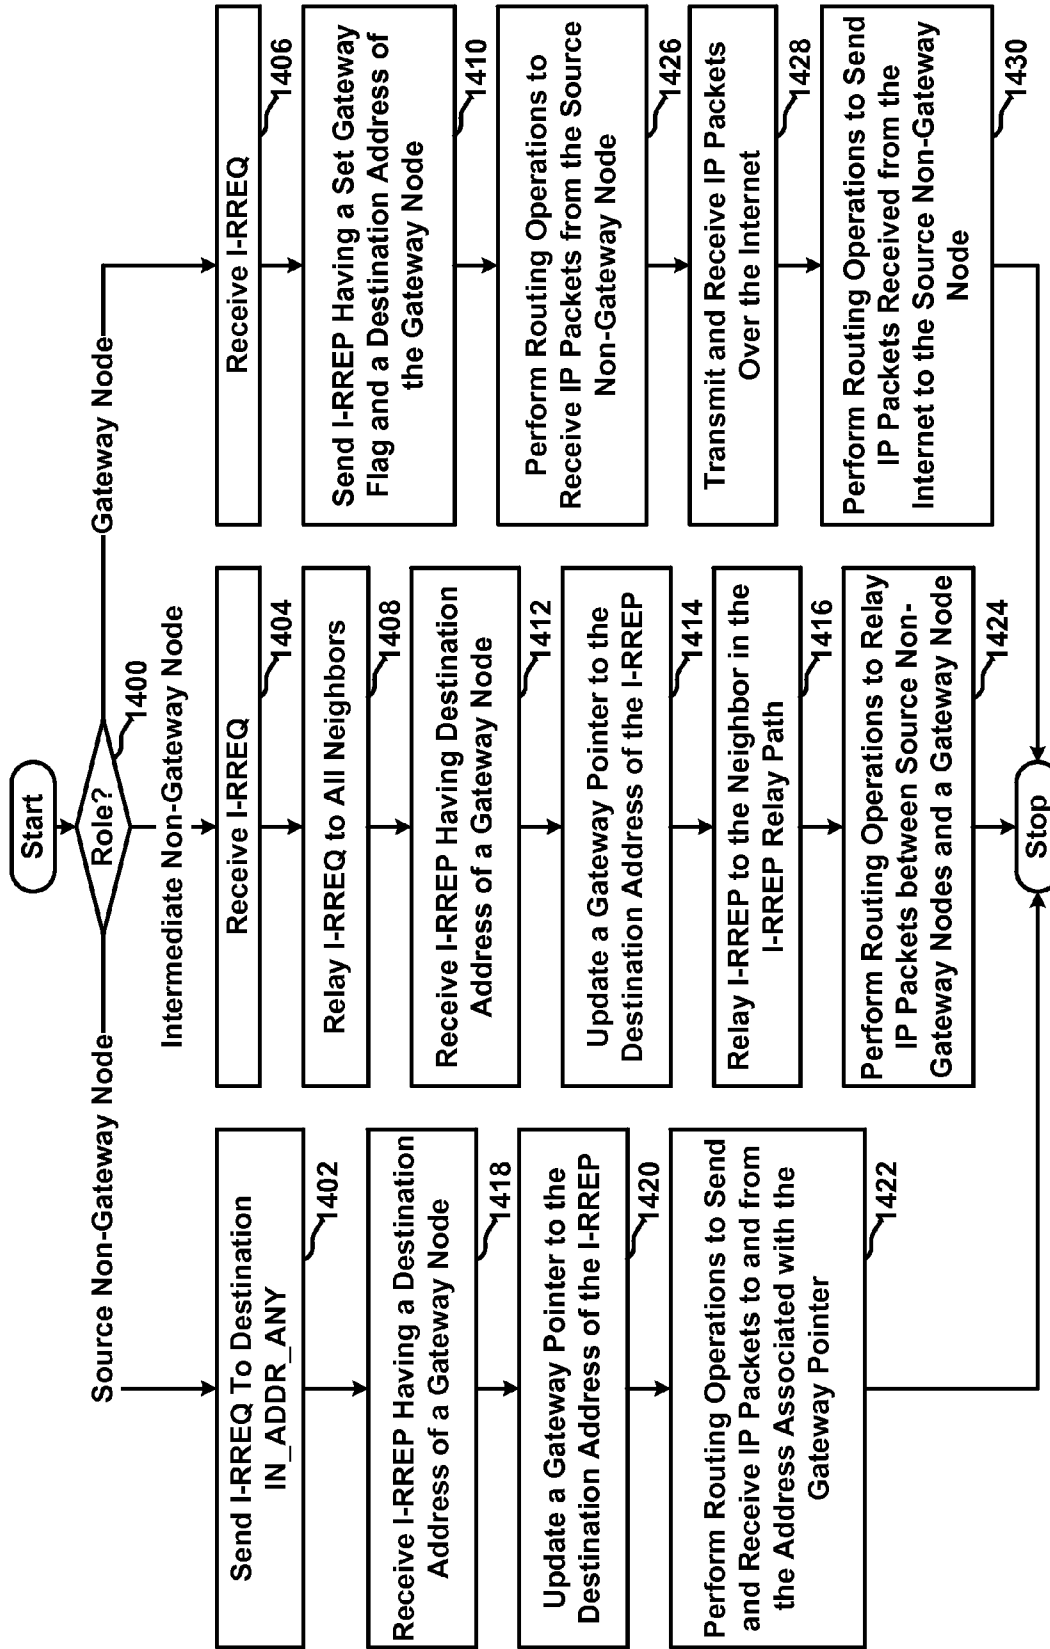 Start
Role?
1400
Source Non-Gateway Node
Intermediate Non-Gateway Node
Gateway Node
Send I-RREQ To Destination
IN_ADDR_ANY
1402
Receive I-RREP Having a Destination
Address of a Gateway Node
1418
Update a Gateway Pointer to the
Destination Address of the I-RREP
1420
Perform Routing Operations to Send
and Receive IP Packets to and from
the Address Associated with the
Gateway Pointer
1422
Receive I-RREQ
1404
Relay I-RREQ to All Neighbors
1408
Receive I-RREP Having Destination
Address of a Gateway Node
1412
Update a Gateway Pointer to the
Destination Address of the I-RREP
1414
Relay I-RREP to the Neighbor in the
I-RREP Relay Path
1416
Perform Routing Operations to Relay
IP Packets between Source Non-
Gateway Nodes and a Gateway Node
1424
Receive I-RREQ
1406
Send I-RREP Having a Set Gateway
Flag and a Destination Address of
the Gateway Node
1410
Perform Routing Operations to
Receive IP Packets from the Source
Non-Gateway Node
1426
Transmit and Receive IP Packets
Over the Internet
1428
Perform Routing Operations to Send
IP Packets Received from the
Internet to the Source Non-Gateway
Node
1430
Stop